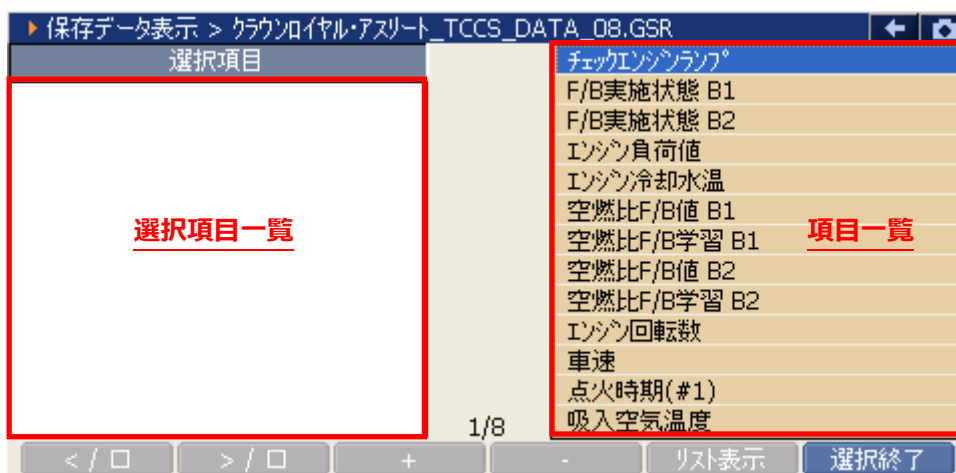 保存データ表示 > クラウンロイヤル・アスリート_TCCS_DATA_08.GSR
選択項目
選択項目一覧
チェックエンジンランプ
F/B実施状態 B1
F/B実施状態 B2
エンジン負荷値
エンジン冷却水温
空燃比F/B値 B1
空燃比F/B学習 B1
項目一覧
空燃比F/B値 B2
空燃比F/B学習 B2
エンジン回転数
車速
点火時期(#1)
吸入空気温度
1/8
< / ロ
> / ロ
+
-
リスト表示
選択終了